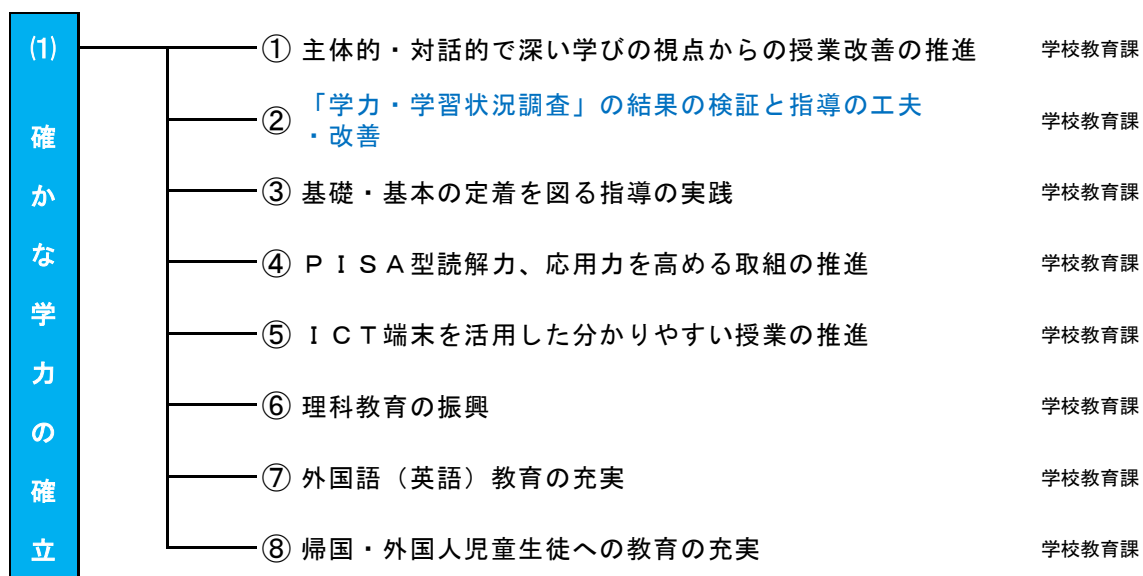 ⑴ 確かな学力の確立
① 主体的・対話的で深い学びの視点からの授業改善の推進 学校教育課
② 「学力・学習状況調査」の結果の検証と指導の工夫
・改善 学校教育課
③ 基礎・基本の定着を図る指導の実践 学校教育課
④ ＰＩＳＡ型読解力、応用力を高める取組の推進 学校教育課
⑤ ＩＣＴ端末を活用した分かりやすい授業の推進 学校教育課
⑥ 理科教育の振興 学校教育課
⑦ 外国語（英語）教育の充実 学校教育課
⑧ 帰国・外国人児童生徒への教育の充実 学校教育課